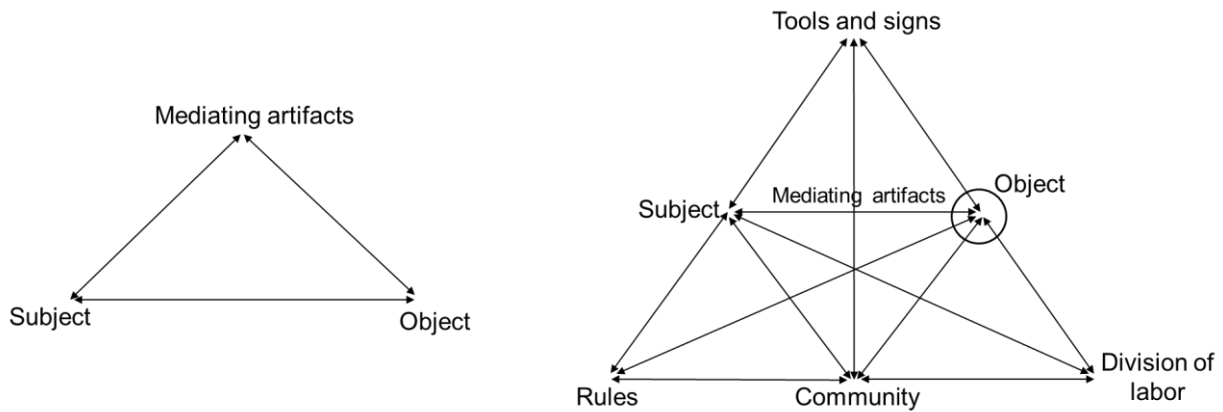 Mediating artifacts
Subject
Object
Tools and signs
Subject
Mediating artifacts
Object
Rules
Community
Division of
labor